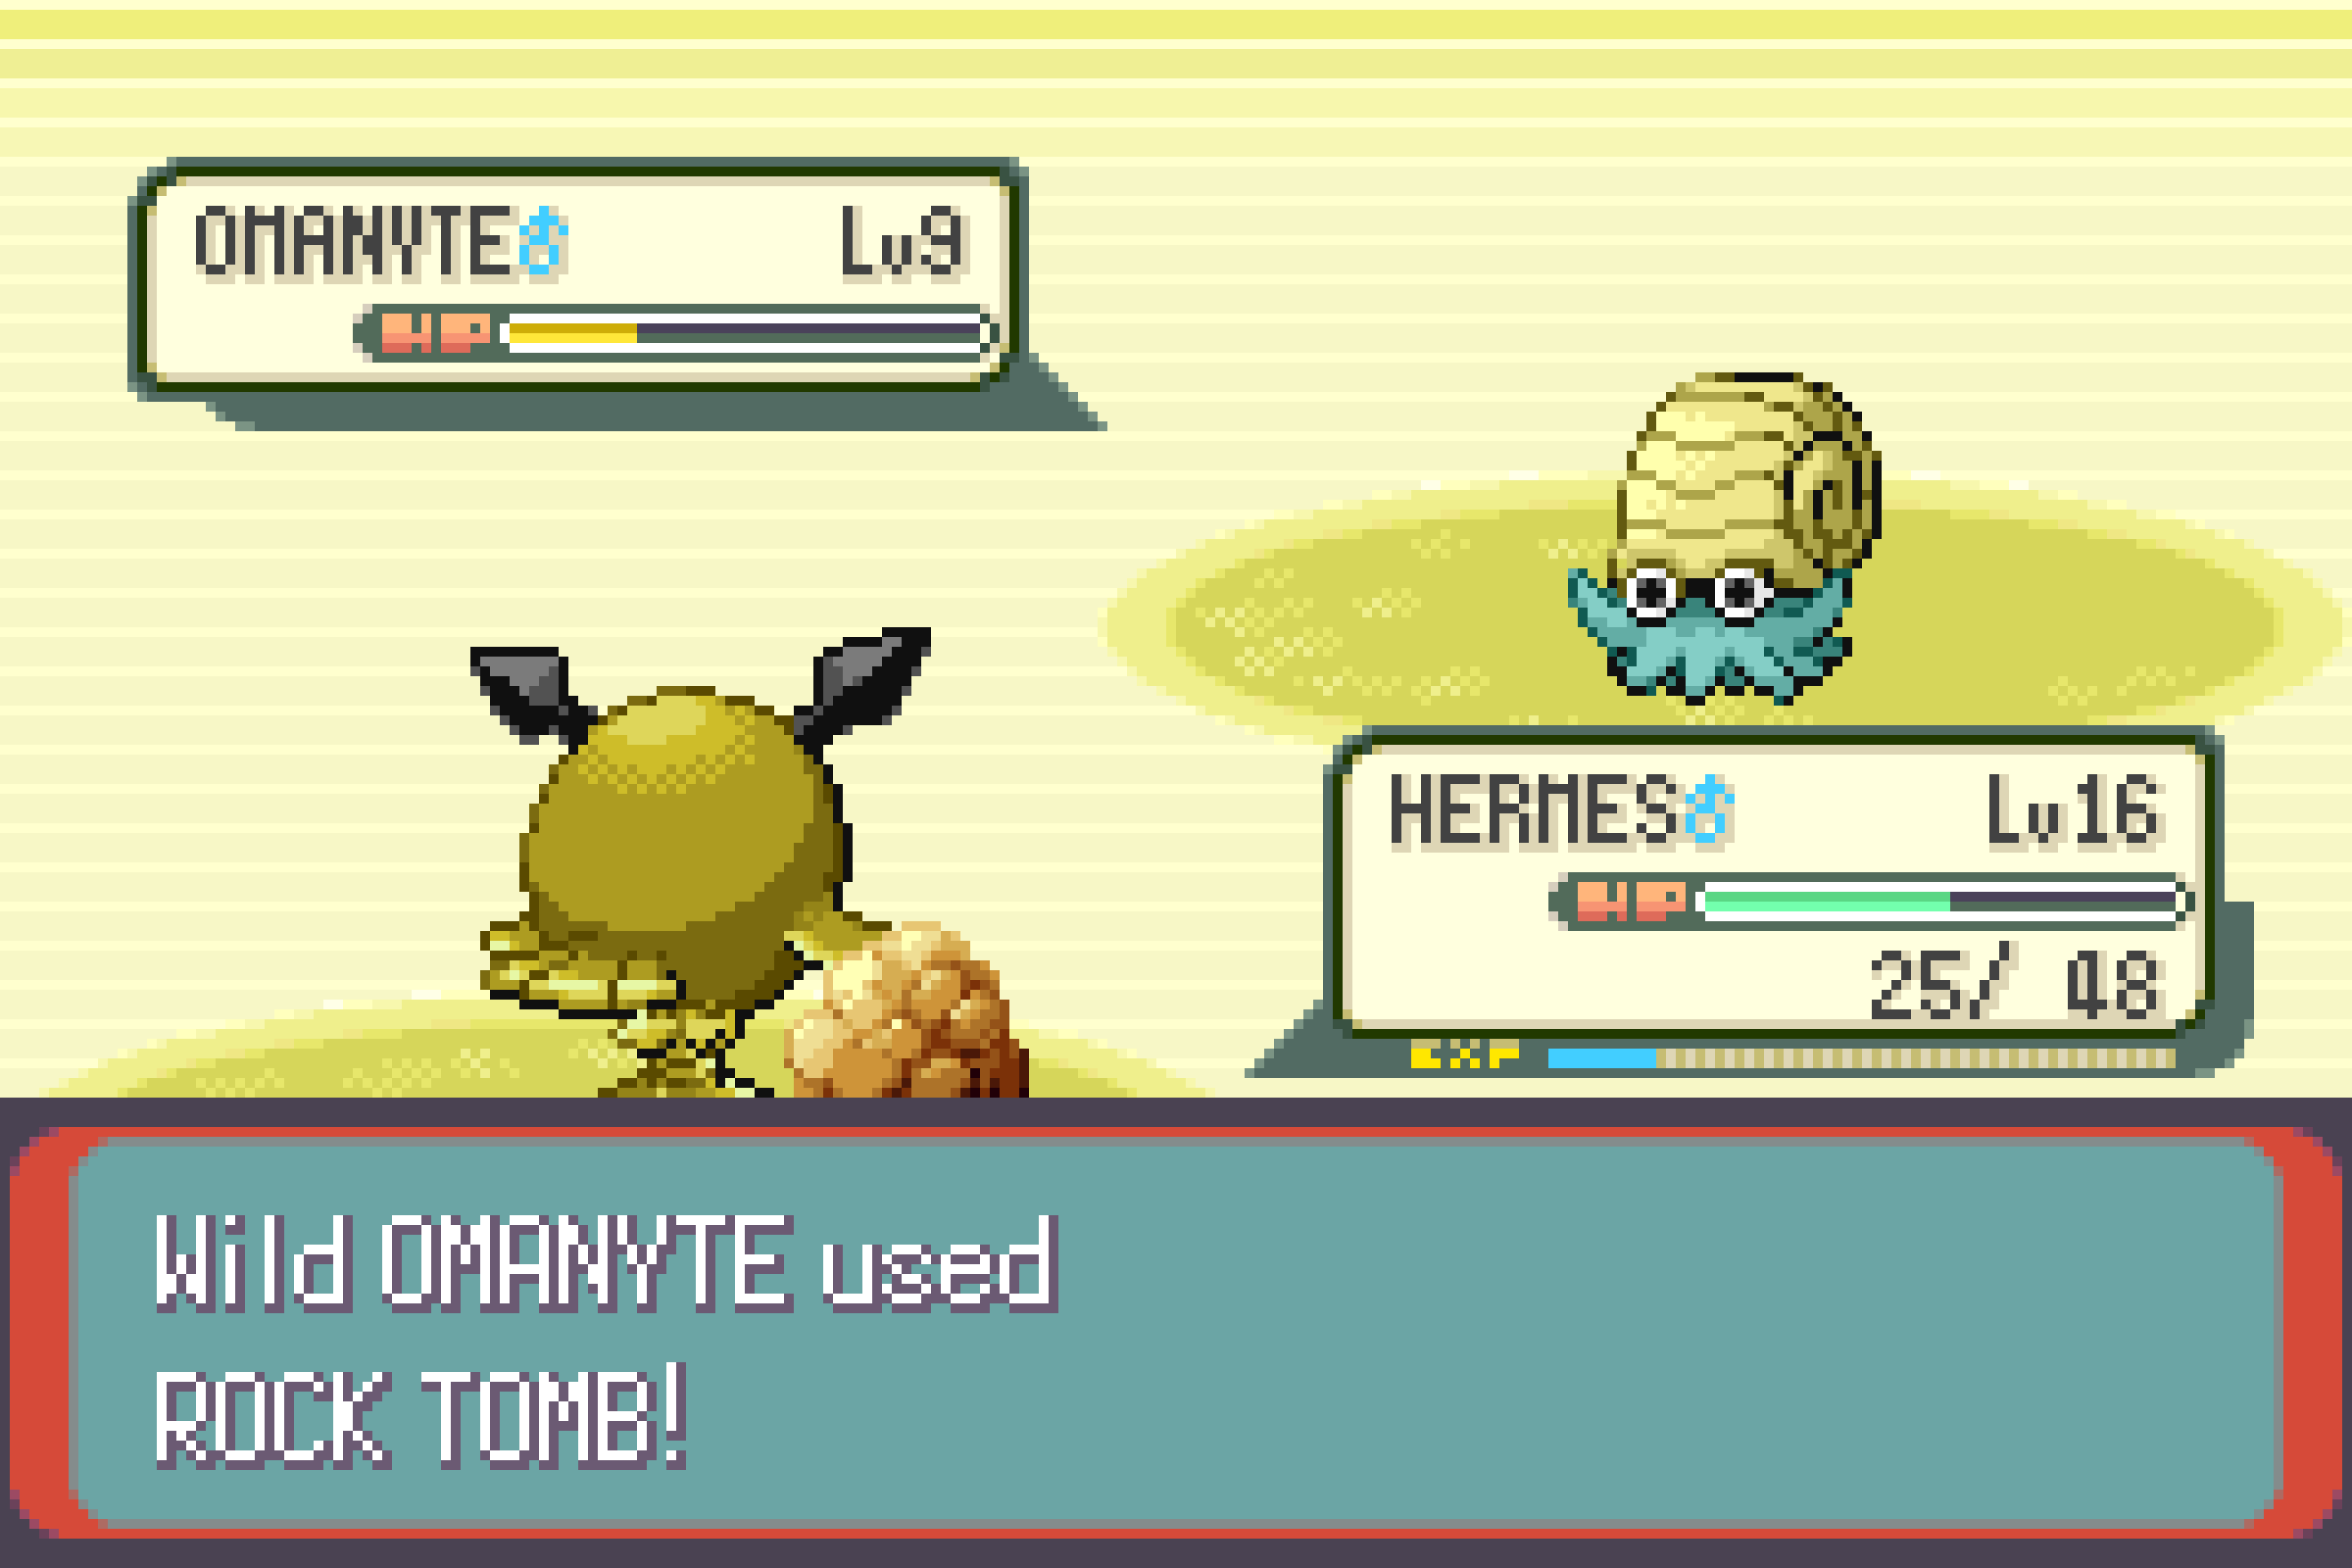 OMANYTE♂ Lv9
HP
HERMES♂ Lv16
HP
25/ 48
EXP
Wild OMANYTE used
ROCK TOMB!